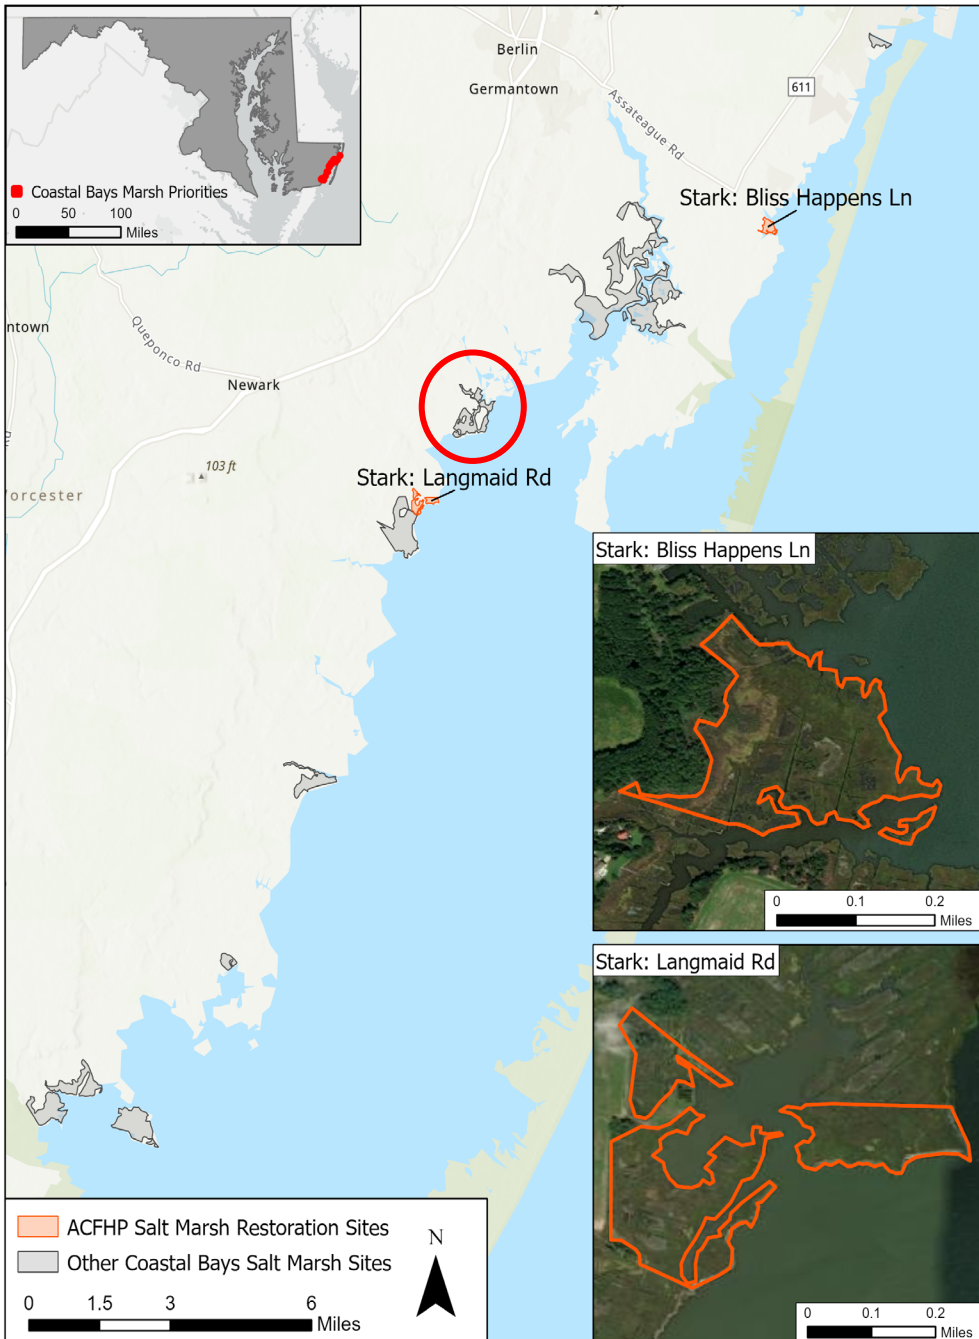 Berlin
Germantown
611
Assateague Rd
Coastal Bays Marsh Priorities
0 50 100
Miles
Stark: Bliss Happens Ln
ntown
Queponco Rd
Newark
103 ft
orcester
Stark: Langmaid Rd
Stark: Bliss Happens Ln
0 0.1 0.2
Miles
Stark: Langmaid Rd
0 0.1 0.2
Miles
ACFHP Salt Marsh Restoration Sites
Other Coastal Bays Salt Marsh Sites
N
0 1.5 3 6
Miles